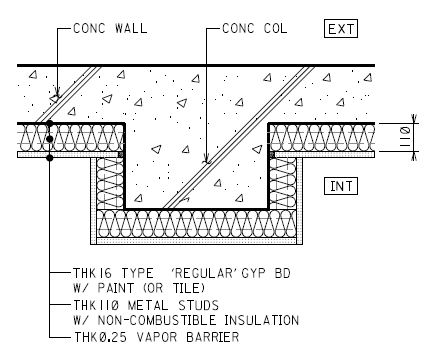 CONC WALL
CONC COL
EXT
110
INT
THK16 TYPE 'REGULAR' GYP BD
W/ PAINT (OR TILE)
THK110 METAL STUDS
W/ NON-COMBUSTIBLE INSULATION
THK0.25 VAPOR BARRIER